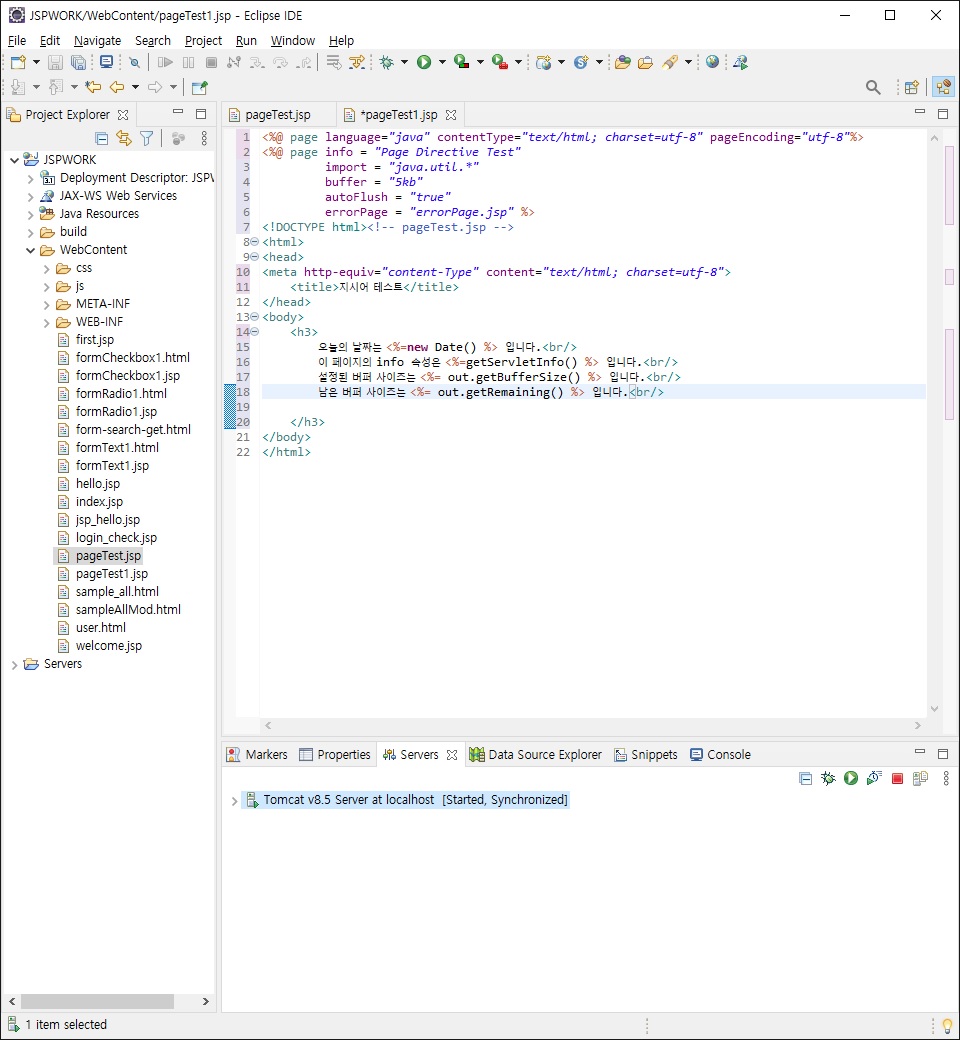 JSPWORK/WebContent/pageTest1.jsp - Eclipse IDE
File Edit Navigate Search Project Run Window Help
Project Explorer
pageTest.jsp *pageTest1.jsp
JSPWORK
Deployment Descriptor: JSPW
JAX-WS Web Services
Java Resources
build
WebContent
css
js
META-INF
WEB-INF
first.jsp
formCheckbox1.html
formCheckbox1.jsp
formRadio1.html
formRadio1.jsp
form-search-get.html
formText1.html
formText1.jsp
hello.jsp
index.jsp
jsp_hello.jsp
login_check.jsp
pageTest.jsp
pageTest1.jsp
sample_all.html
sampleAllMod.html
user.html
welcome.jsp
Servers
1 <%@ page language="java" contentType="text/html; charset=utf-8" pageEncoding="utf-8"%>
2 <%@ page info = "Page Directive Test"
3 import = "java.util.*"
4 buffer = "5kb"
5 autoFlush = "true"
6 errorPage = "errorPage.jsp" %>
7 <!DOCTYPE html><!-- pageTest.jsp -->
8 <html>
9 <head>
10 <meta http-equiv="content-Type" content="text/html; charset=utf-8">
11 <title>지시어 테스트</title>
12 </head>
13 <body>
14 <h3>
15 오늘의 날짜는 <%=new Date() %> 입니다.<br/>
16 이 페이지의 info 속성은 <%=getServletInfo() %> 입니다.<br/>
17 설정된 버퍼 사이즈는 <%= out.getBufferSize() %> 입니다.<br/>
18 남은 버퍼 사이즈는 <%= out.getRemaining() %> 입니다.<br/>
19
20 </h3>
21 </body>
22 </html>
Markers Properties Servers Data Source Explorer Snippets Console
Tomcat v8.5 Server at localhost [Started, Synchronized]
1 item selected